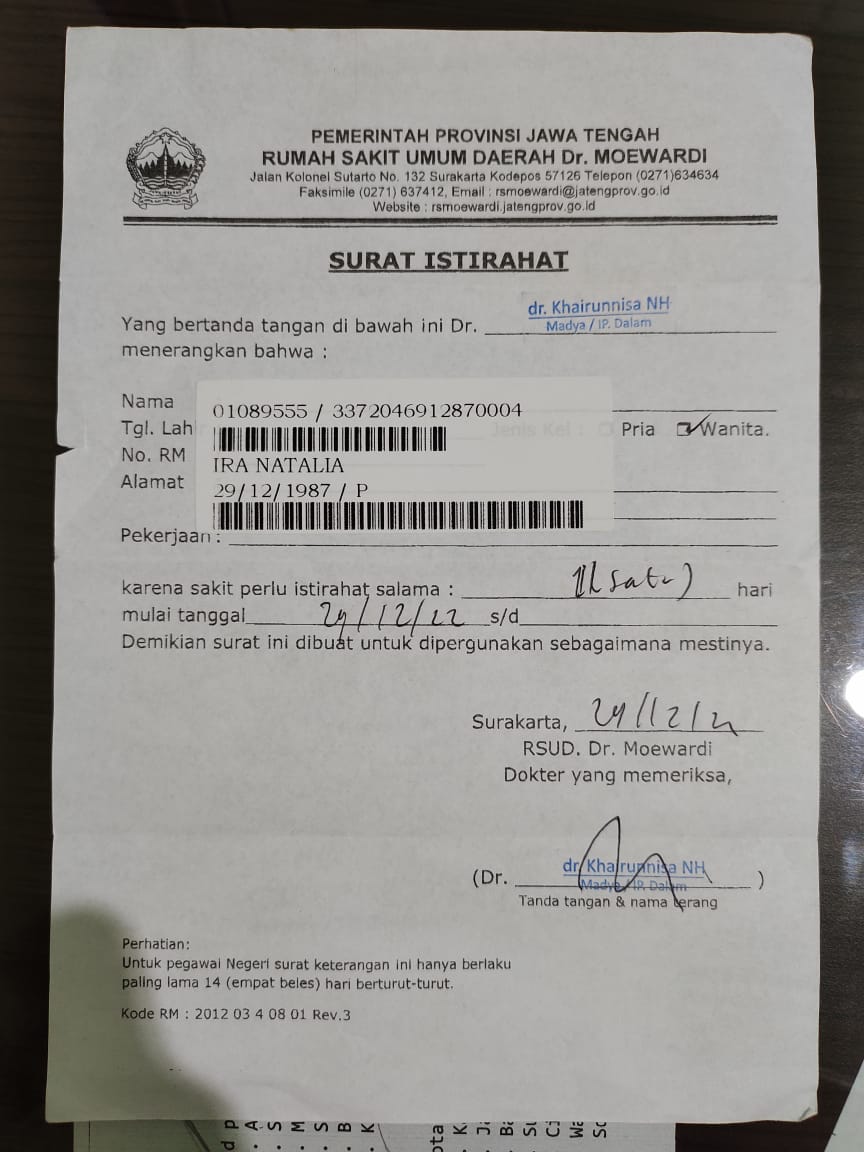 PEMERINTAH PROVINSI JAWA TENGAH
RUMAH SAKIT UMUM DAERAH Dr. MOEWARDI
Jalan Kolonel Sutarto No. 132 Surakarta Kodepos 57126 Telepon (0271)634634
Faksimile (0271) 637412, Email : rsmoewardi@jatengprov.go.id
Website : rsmoewardi.jatengprov.go.id
SURAT ISTIRAHAT
dr. Khairunnisa NH
Madya / IP. Dalam
Yang bertanda tangan di bawah ini Dr.
menerangkan bahwa :
Nama
01089555 / 3372046912870004
Tgl. Lahir Jenis Kel : Pria Wanita.
No. RM
IRA NATALIA
Alamat
29/12/1987 / P
Pekerjaan :
karena sakit perlu istirahat salama : 1 (satu) hari
mulai tanggal 29/12/22 s/d
Demikian surat ini dibuat untuk dipergunakan sebagaimana mestinya.
Surakarta, 29/12/22
RSUD. Dr. Moewardi
Dokter yang memeriksa,
dr. Khairunnisa NH
(Dr. Madya / IP. Dalam )
Tanda tangan & nama terang
Perhatian:
Untuk pegawai Negeri surat keterangan ini hanya berlaku
paling lama 14 (empat beles) hari berturut-turut.
Kode RM : 2012 03 4 08 01 Rev.3